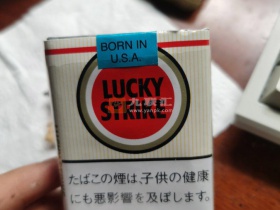 BORN IN
U.S.A.
LUCKY
STRIKE
たばこの煙は、子供の健康
にも悪影響を及ぼします。